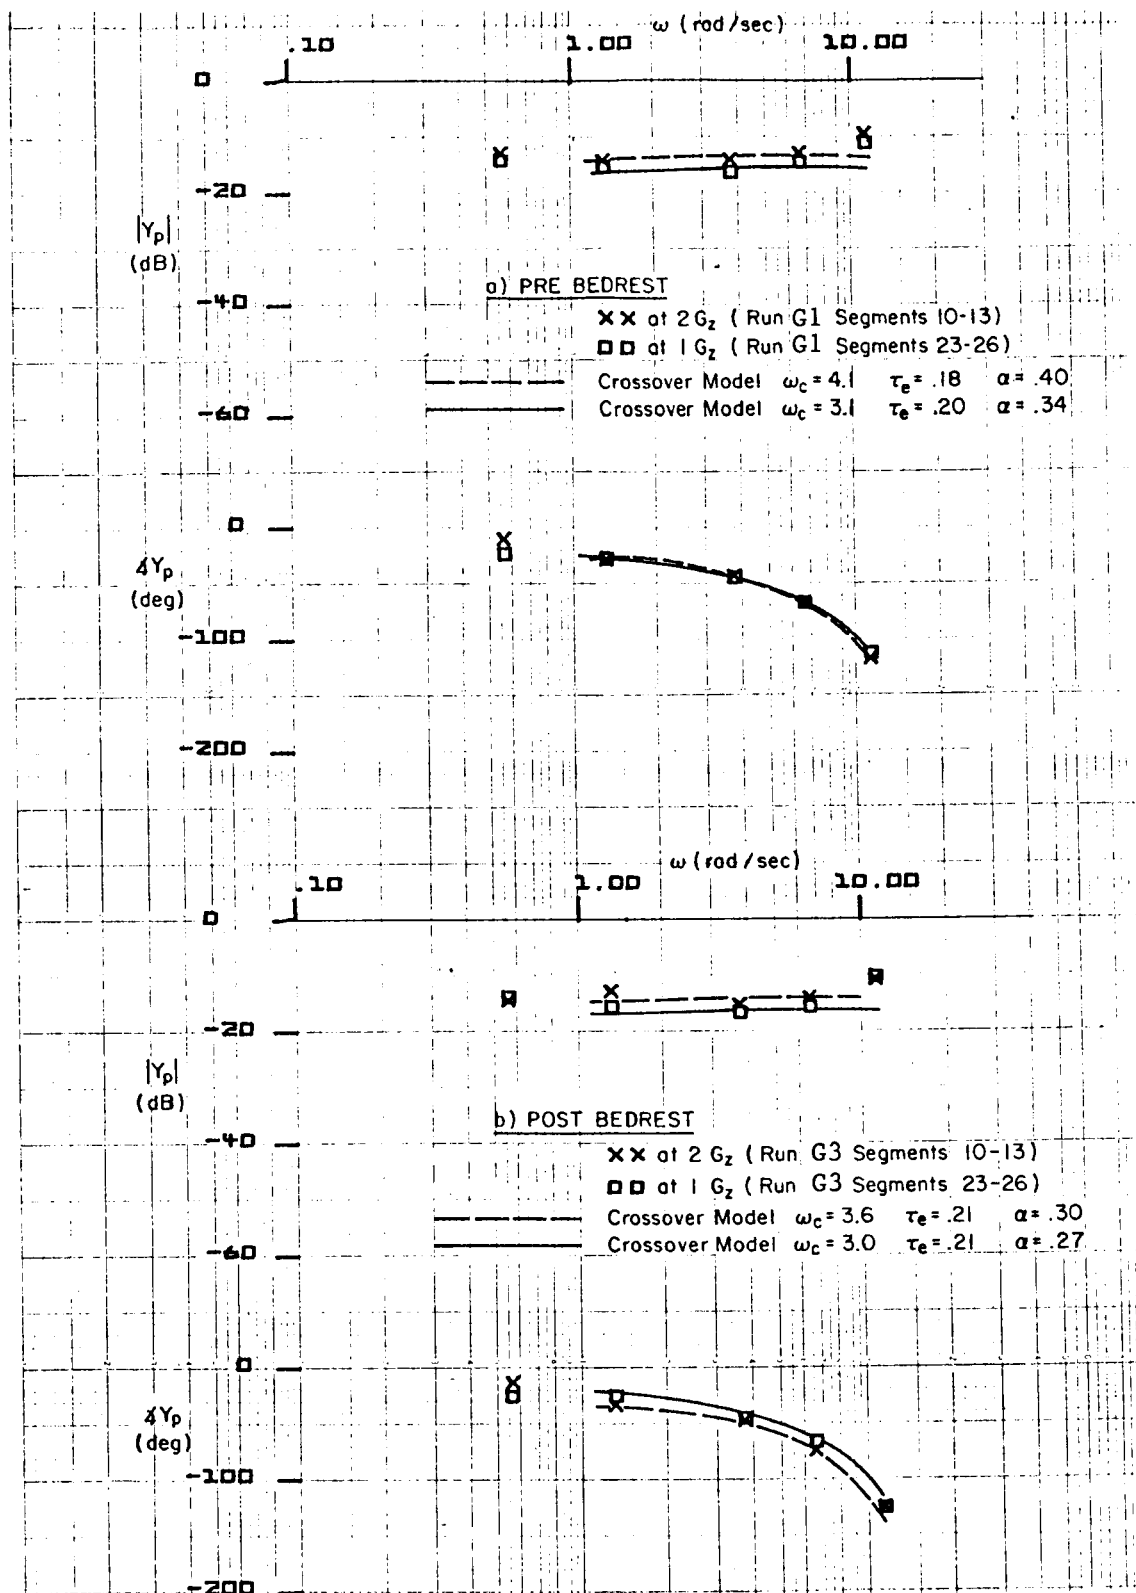 ω (rad/sec)
.10 1.00 10.00
0
-20
|Yp|
(dB)
-40
-60
a) PRE BEDREST
×× at 2 Gz (Run G1 Segments 10-13)
□□ at 1 Gz (Run G1 Segments 23-26)
Crossover Model ωc = 4.1 τe = .18 α = .40
Crossover Model ωc = 3.1 τe = .20 α = .34
0
∡Yp
(deg)
-100
-200
ω (rad/sec)
.10 1.00 10.00
0
-20
|Yp|
(dB)
-40
-60
b) POST BEDREST
×× at 2 Gz (Run G3 Segments 10-13)
□□ at 1 Gz (Run G3 Segments 23-26)
Crossover Model ωc = 3.6 τe = .21 α = .30
Crossover Model ωc = 3.0 τe = .21 α = .27
0
∡Yp
(deg)
-100
-200